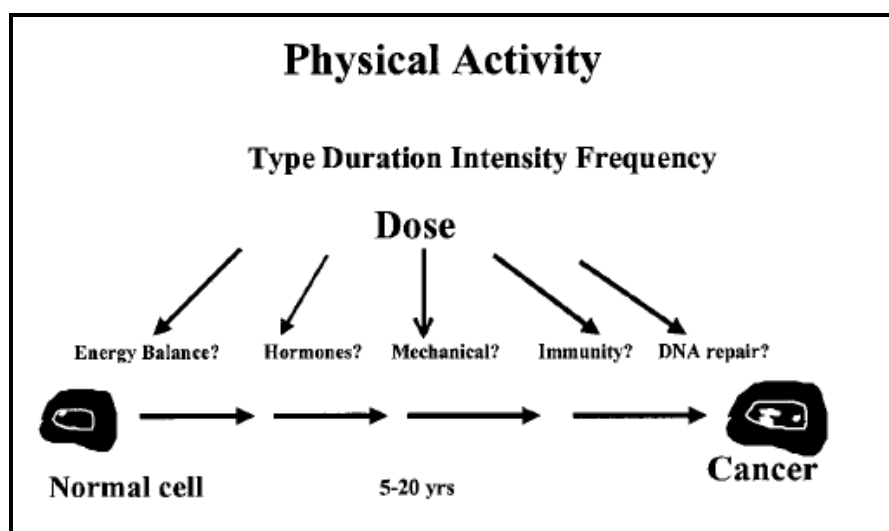 Physical Activity
Type Duration Intensity Frequency
Dose
Energy Balance? Hormones? Mechanical? Immunity? DNA repair?
Normal cell 5-20 yrs Cancer